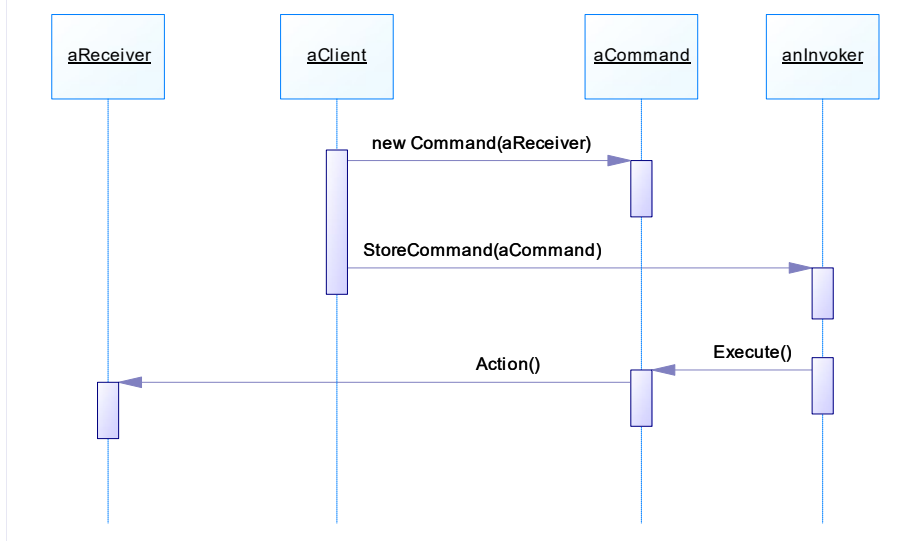 aReceiver
aClient
aCommand
anInvoker
new Command(aReceiver)
StoreCommand(aCommand)
Execute()
Action()